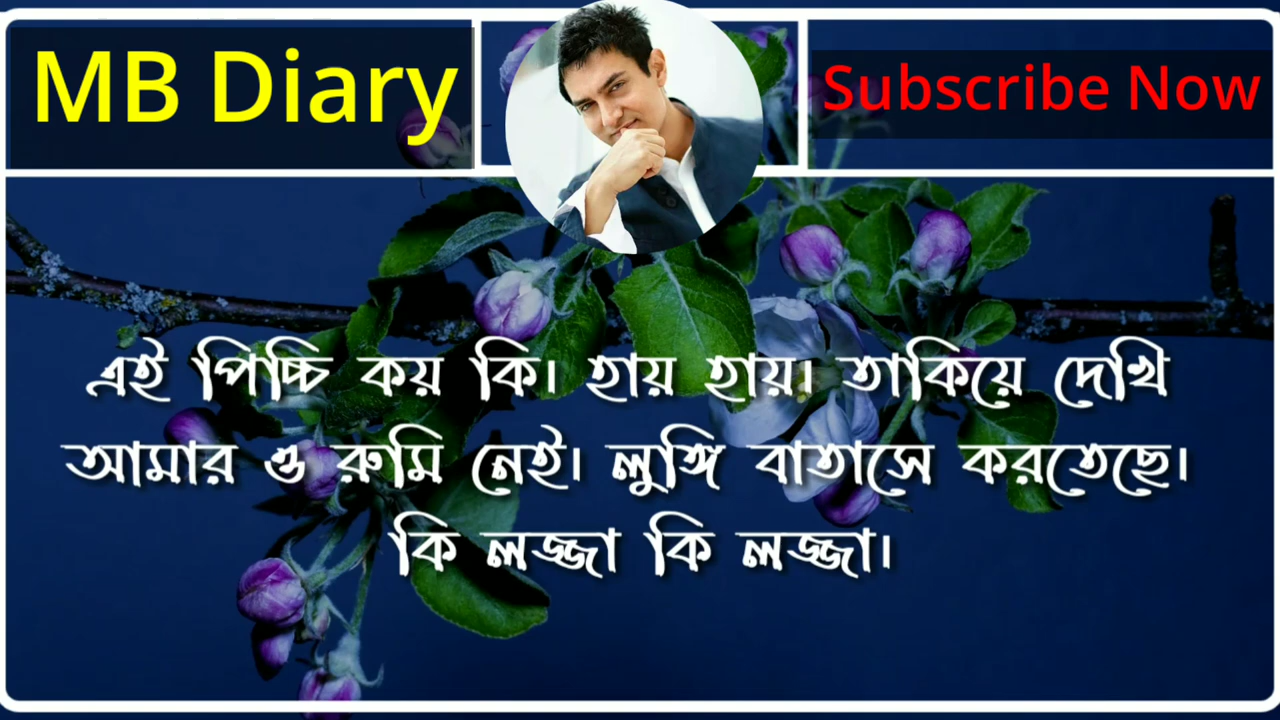 MB Diary
Subscribe Now
এই পিচ্চি কয় কি। হায় হায়। তাকিয়ে দেখি
আমার ও রুমি নেই। লুঙ্গি বাতাসে করতেছে।
কি লজ্জা কি লজ্জা।